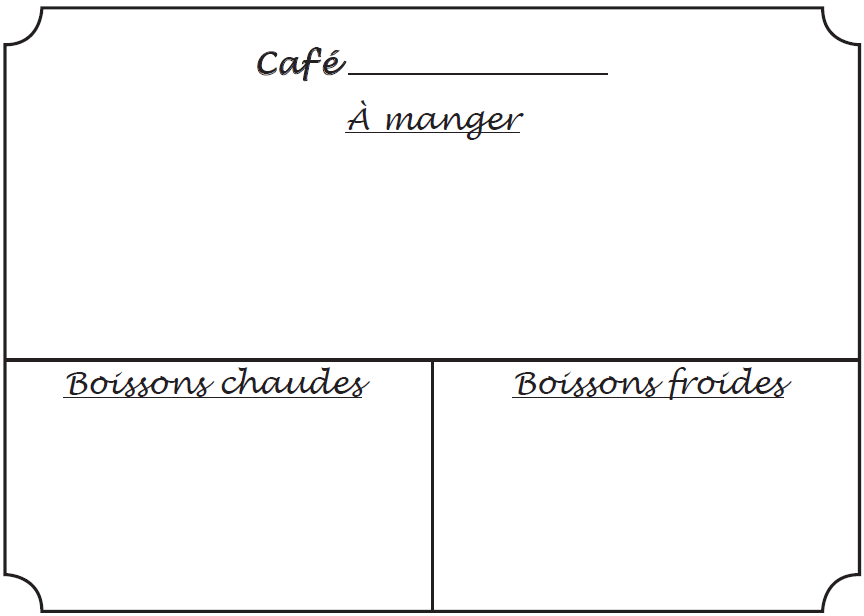 Café
À manger
Boissons chaudes
Boissons froides